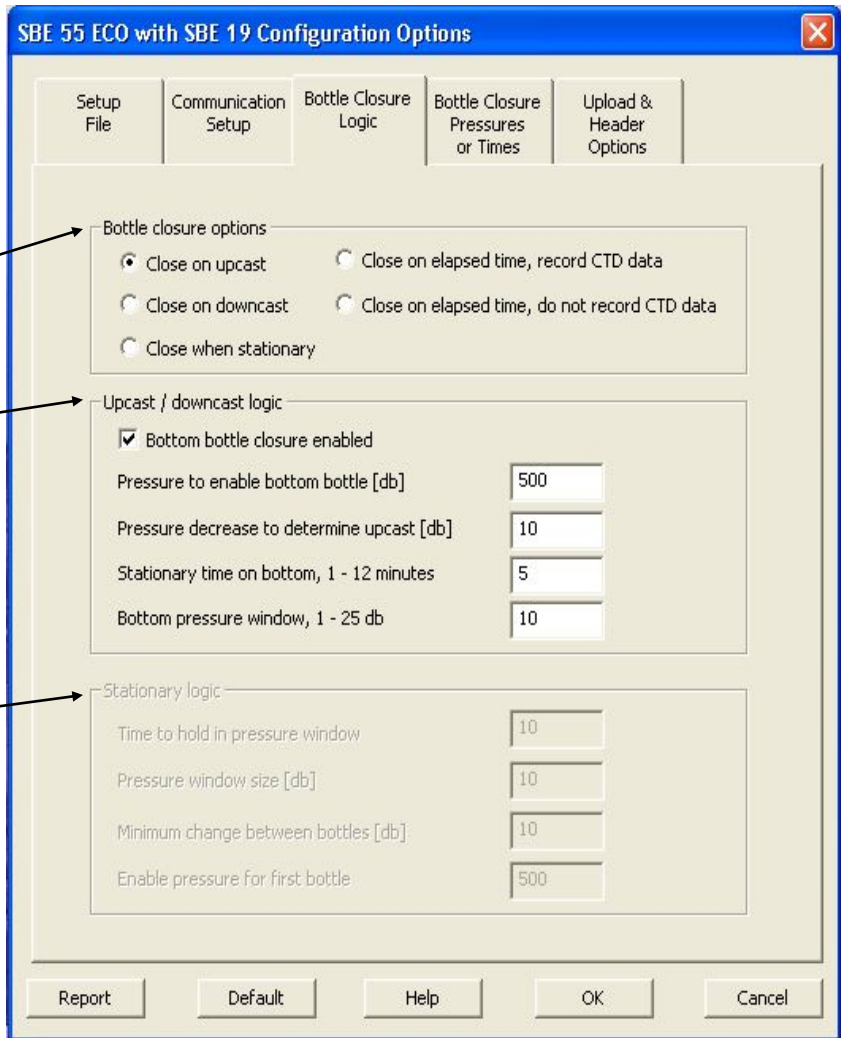 SBE 55 ECO with SBE 19 Configuration Options
Setup
File
Communication
Setup
Bottle Closure
Logic
Bottle Closure
Pressures
or Times
Upload &
Header
Options
Bottle closure options
Close on upcast
Close on elapsed time, record CTD data
Close on downcast
Close on elapsed time, do not record CTD data
Close when stationary
Upcast / downcast logic
Bottom bottle closure enabled
Pressure to enable bottom bottle [db] 500
Pressure decrease to determine upcast [db] 10
Stationary time on bottom, 1 - 12 minutes 5
Bottom pressure window, 1 - 25 db 10
Stationary logic
Time to hold in pressure window 10
Pressure window size [db] 10
Minimum change between bottles [db] 10
Enable pressure for first bottle 500
Report Default Help OK Cancel